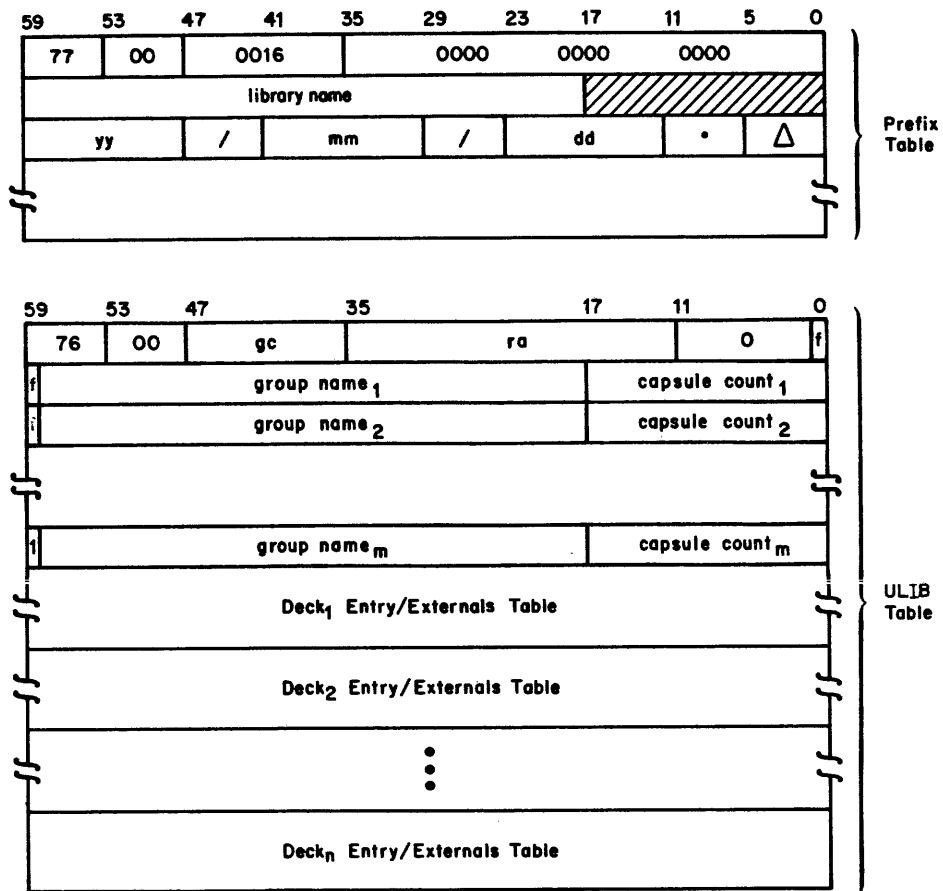 59 53 47 41 35 29 23 17 11 5 0
77 00 0016 0000 0000 0000
library name
yy / mm / dd • Δ
Prefix
Table
59 53 47 35 17 11 0
76 00 gc ra 0 f
f group name1 capsule count1
i group name2 capsule count2
1 group namem capsule countm
Deck1 Entry/Externals Table
Deck2 Entry/Externals Table
ULIB
Table
Deckn Entry/Externals Table